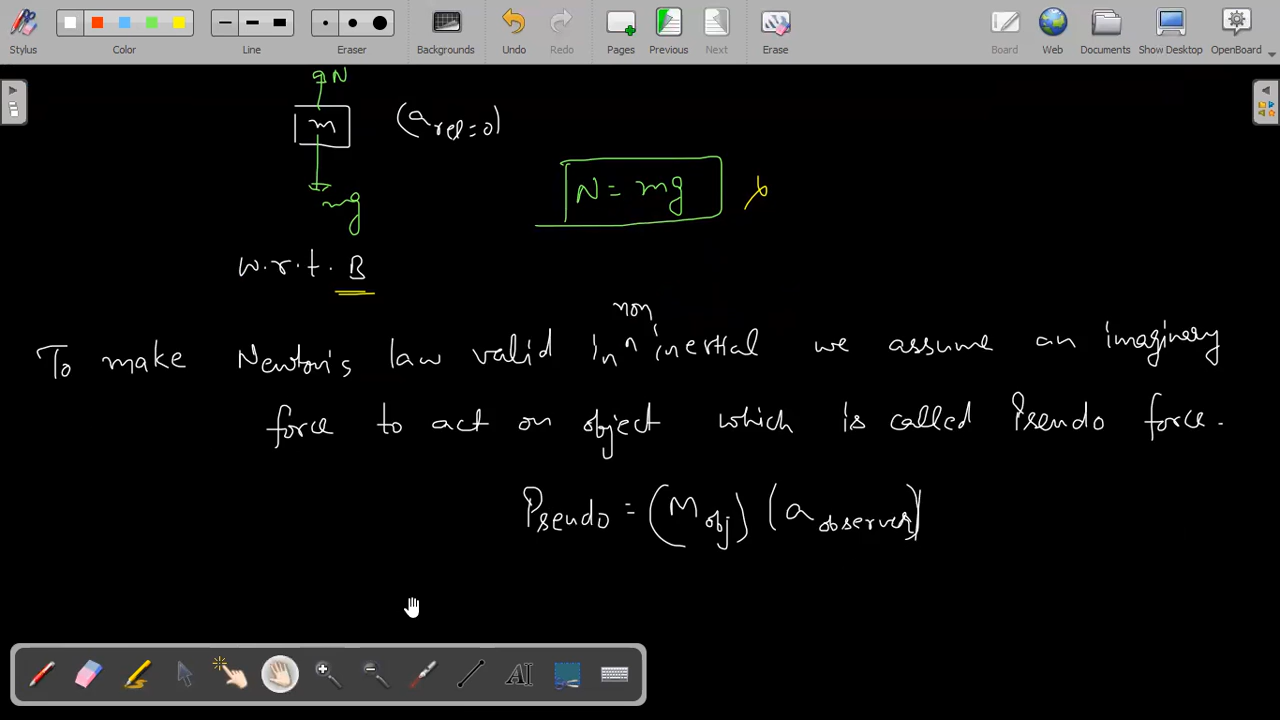 Stylus
Color
Line
Eraser
Backgrounds
Undo
Redo
Pages
Previous
Next
Erase
Board
Web
Documents
Show Desktop
OpenBoard
N
m
(a rel=0)
mg
N = mg
w.r.t. B
non
To make Newton's law valid in inertial we assume an imaginary
force to act on object which is called Pseudo force.
Pseudo = (M obj) (a observer)
AI